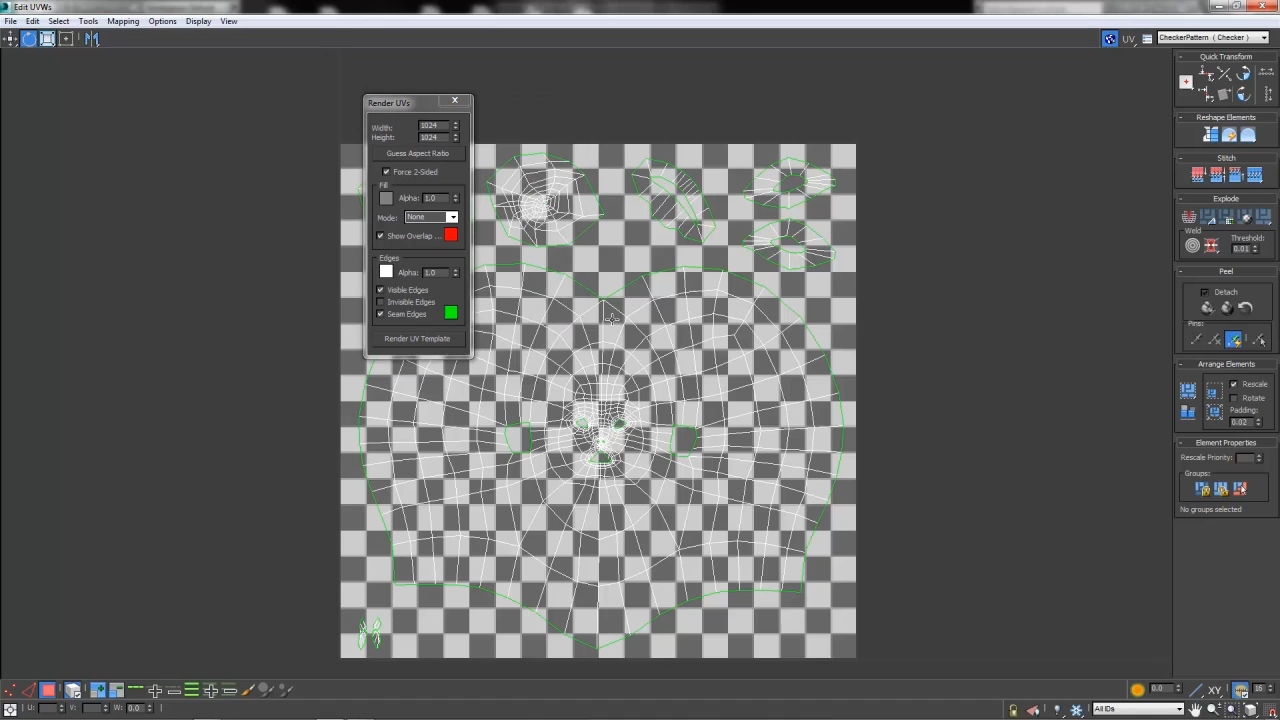 Edit UVWs
File Edit Select Tools Mapping Options Display View
UV CheckerPattern ( Checker )
Quick Transform
Reshape Elements
Stitch
Explode
Weld Threshold:
0.01
Peel
Detach
Pins:
Arrange Elements
Rescale
Rotate
Padding:
0.02
Element Properties
Rescale Priority:
Groups:
No groups selected
Render UVs
Width: 1024
Height: 1024
Guess Aspect Ratio
Force 2-Sided
Fill
Alpha: 1.0
Mode: None
Show Overlap ...
Edges
Alpha: 1.0
Visible Edges
Invisible Edges
Seam Edges
Render UV Template
0.0 XY 16
U: V: W: 0.0 All IDs